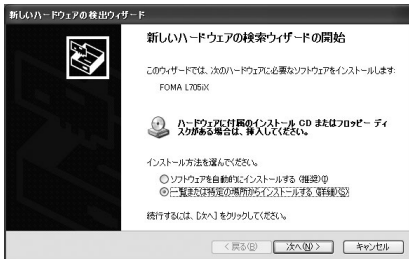 新しいハードウェアの検出ウィザード
新しいハードウェアの検索ウィザードの開始
このウィザードでは、次のハードウェアに必要なソフトウェアをインストールします:
FOMA L705iX
ハードウェアに付属のインストール CD またはフロッピー ディ
スクがある場合は、挿入してください。
インストール方法を選んでください。
ソフトウェアを自動的にインストールする (推奨)(I)
一覧または特定の場所からインストールする (詳細)(S)
続行するには、[次へ] をクリックしてください。
< 戻る(B) 次へ(N) > キャンセル